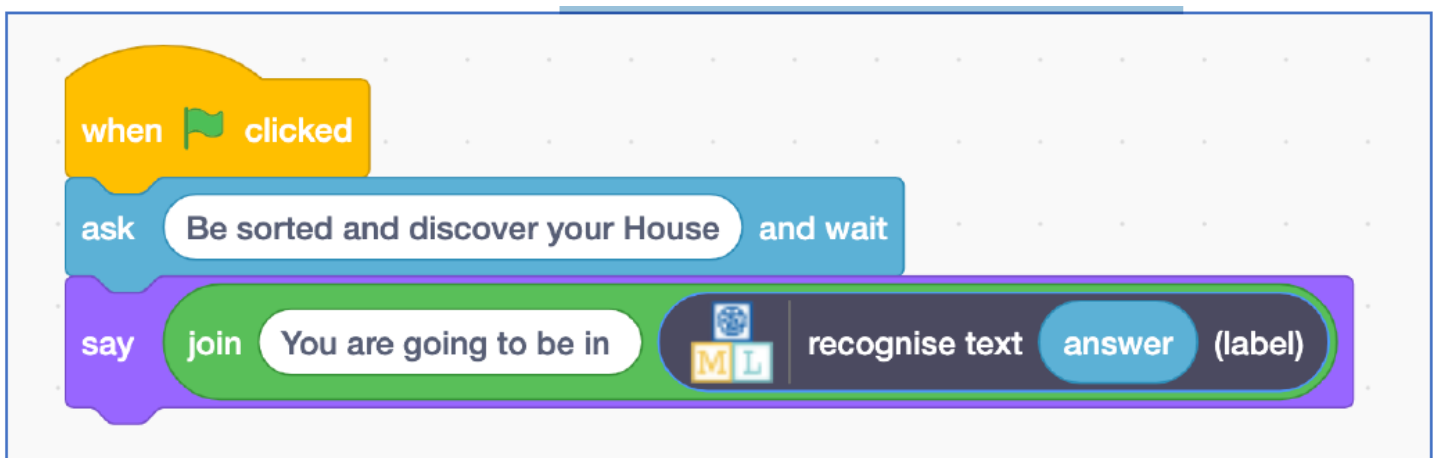 when clicked
ask Be sorted and discover your House and wait
say join You are going to be in M L recognise text answer (label)